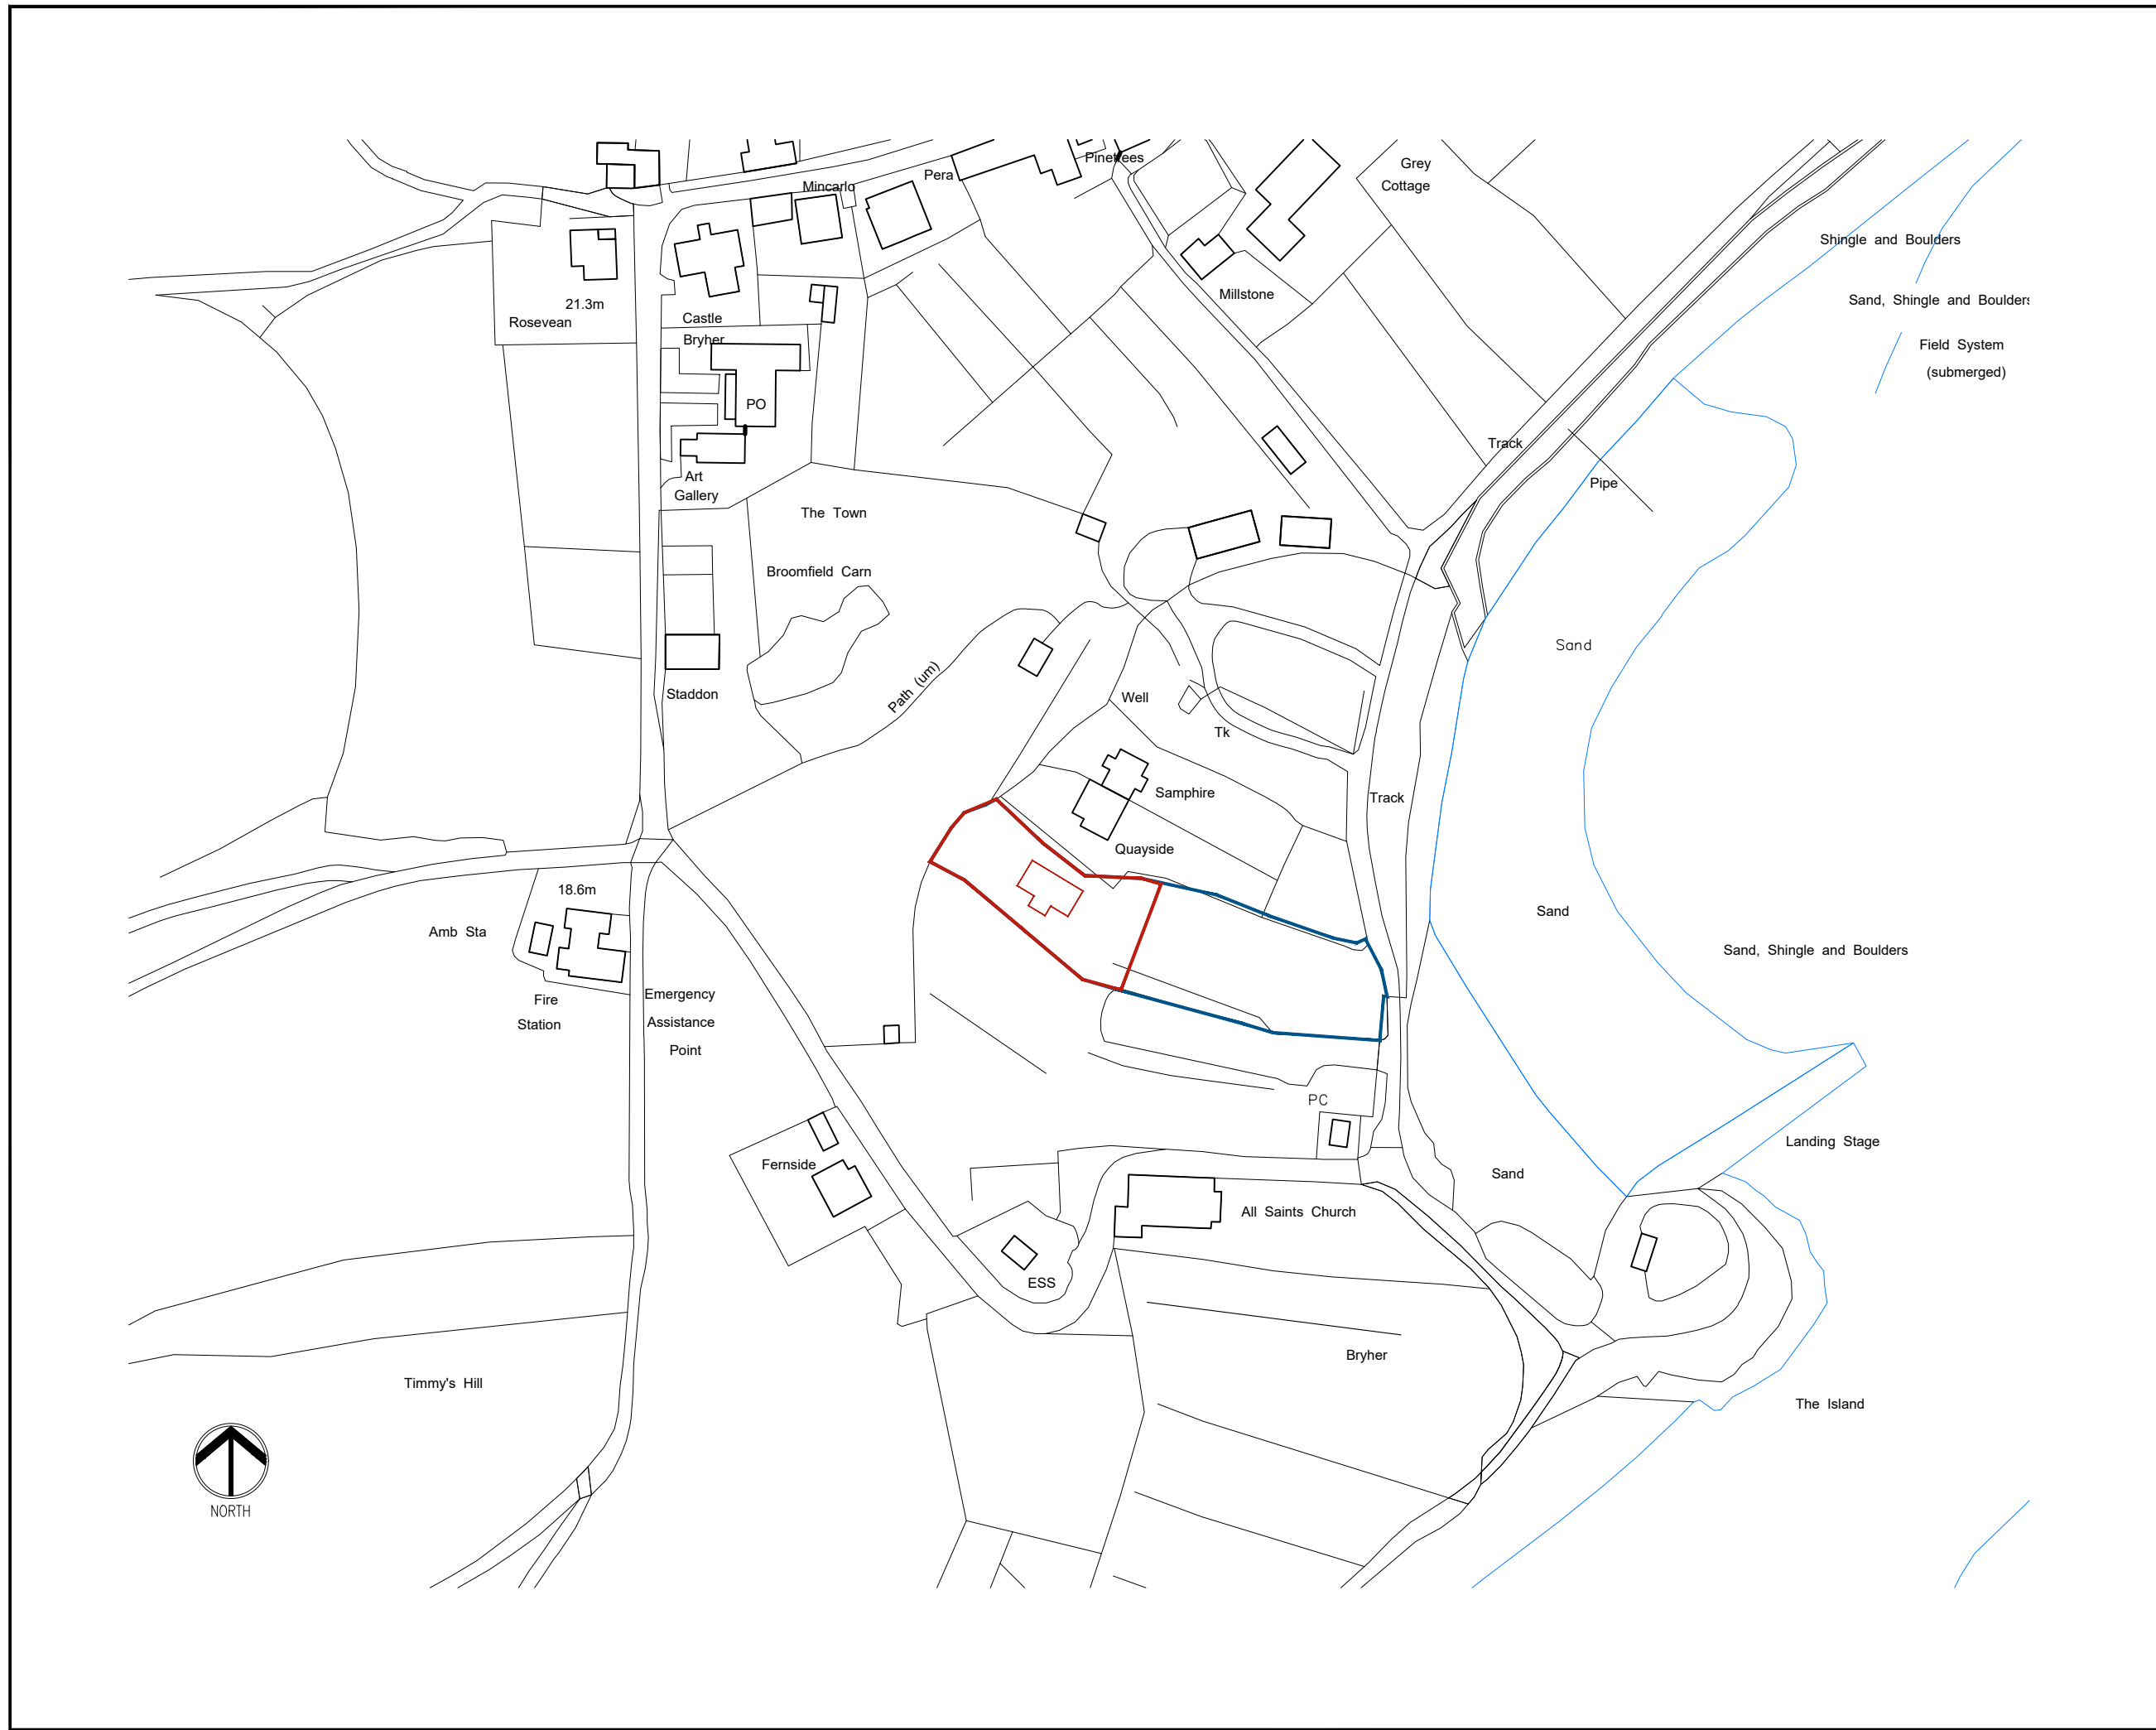 Pinetrees
Grey
Cottage
Mincarlo
Pera
Shingle and Boulders
Millstone
Sand, Shingle and Boulders
21.3m
Rosevean
Castle
Bryher
Field System
(submerged)
PO
Track
Art
Gallery
Pipe
The Town
Broomfield Carn
Sand
Staddon
Path (um)
Well
Tk
Samphire
Track
Quayside
18.6m
Amb Sta
Sand
Sand, Shingle and Boulders
Fire
Station
Emergency
Assistance
Point
PC
Landing Stage
Fernside
Sand
All Saints Church
ESS
Bryher
Timmy's Hill
The Island
NORTH